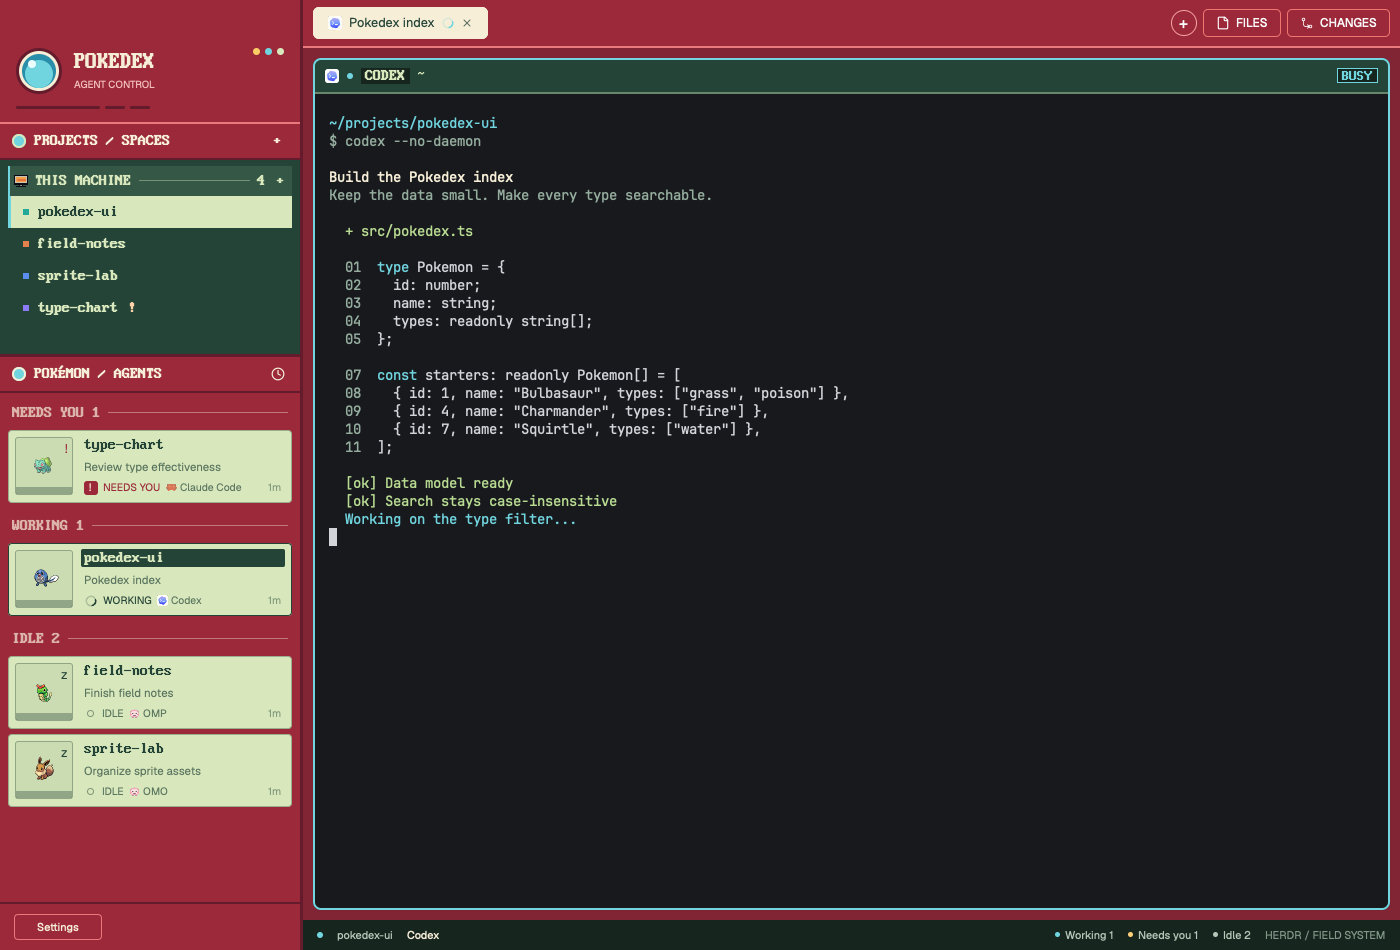 POKEDEX
AGENT CONTROL
PROJECTS / SPACES +
THIS MACHINE 4 +
pokedex-ui
field-notes
sprite-lab
type-chart !
POKÉMON / AGENTS
NEEDS YOU 1
!
type-chart
Review type effectiveness
! NEEDS YOU Claude Code 1m
WORKING 1
pokedex-ui
Pokedex index
WORKING Codex 1m
IDLE 2
Z
field-notes
Finish field notes
IDLE OMP 1m
Z
sprite-lab
Organize sprite assets
IDLE OMO 1m
Settings
Pokedex index ×
+ FILES CHANGES
CODEX ~ BUSY
~/projects/pokedex-ui
$ codex --no-daemon
Build the Pokedex index
Keep the data small. Make every type searchable.
+ src/pokedex.ts
01 type Pokemon = {
02 id: number;
03 name: string;
04 types: readonly string[];
05 };
07 const starters: readonly Pokemon[] = [
08 { id: 1, name: "Bulbasaur", types: ["grass", "poison"] },
09 { id: 4, name: "Charmander", types: ["fire"] },
10 { id: 7, name: "Squirtle", types: ["water"] },
11 ];
[ok] Data model ready
[ok] Search stays case-insensitive
Working on the type filter...
pokedex-ui Codex
Working 1 Needs you 1 Idle 2 HERDR / FIELD SYSTEM